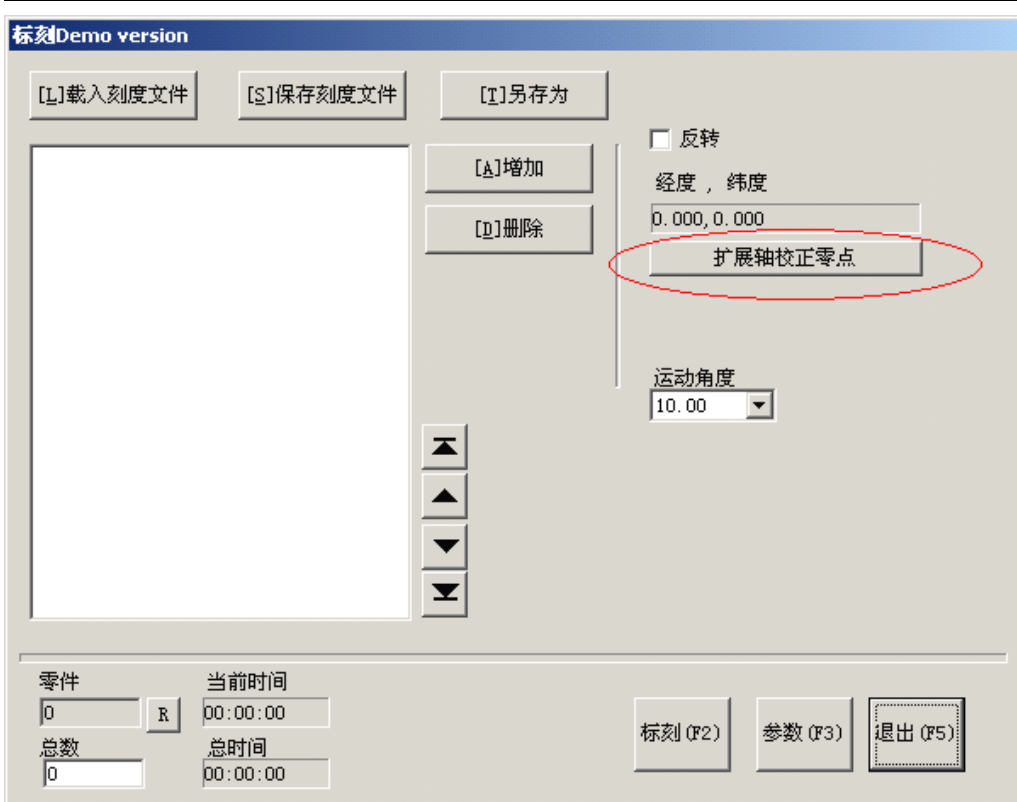 标刻Demo version
[L]载入刻度文件 [S]保存刻度文件 [T]另存为
[A]增加
[D]删除
反转
经度 , 纬度
0.000,0.000
扩展轴校正零点
运动角度
10.00
零件 当前时间
0 R 00:00:00
总数 总时间
0 00:00:00
标刻(F2) 参数(F3) 退出(F5)